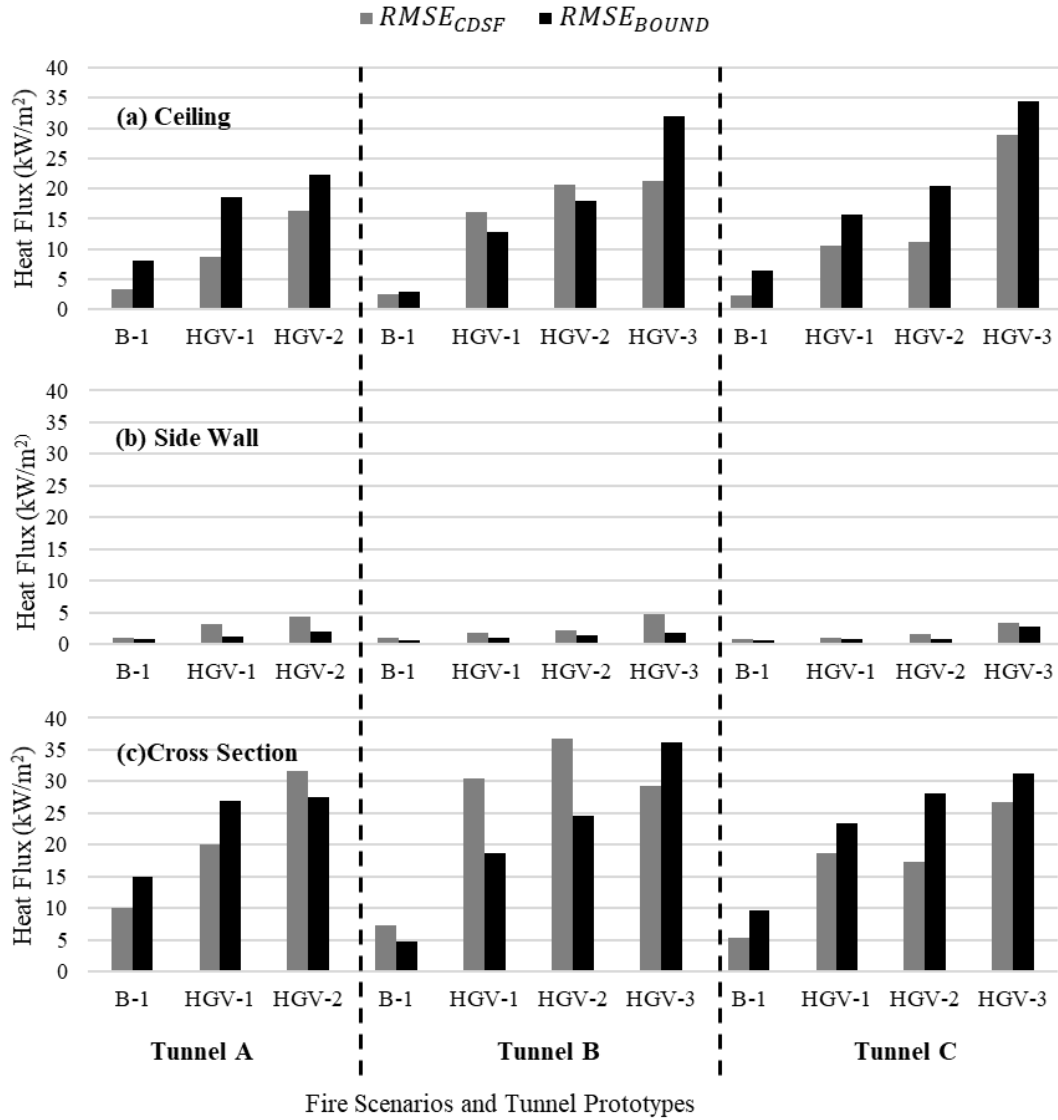 RMSE_CDSF RMSE_BOUND
(a) Ceiling
Heat Flux (kW/m²)
40
35
30
25
20
15
10
5
0
B-1 HGV-1 HGV-2 B-1 HGV-1 HGV-2 HGV-3 B-1 HGV-1 HGV-2 HGV-3
(b) Side Wall
Heat Flux (kW/m²)
40
35
30
25
20
15
10
5
0
B-1 HGV-1 HGV-2 B-1 HGV-1 HGV-2 HGV-3 B-1 HGV-1 HGV-2 HGV-3
(c)Cross Section
Heat Flux (kW/m²)
40
35
30
25
20
15
10
5
0
B-1 HGV-1 HGV-2 B-1 HGV-1 HGV-2 HGV-3 B-1 HGV-1 HGV-2 HGV-3
Tunnel A Tunnel B Tunnel C
Fire Scenarios and Tunnel Prototypes